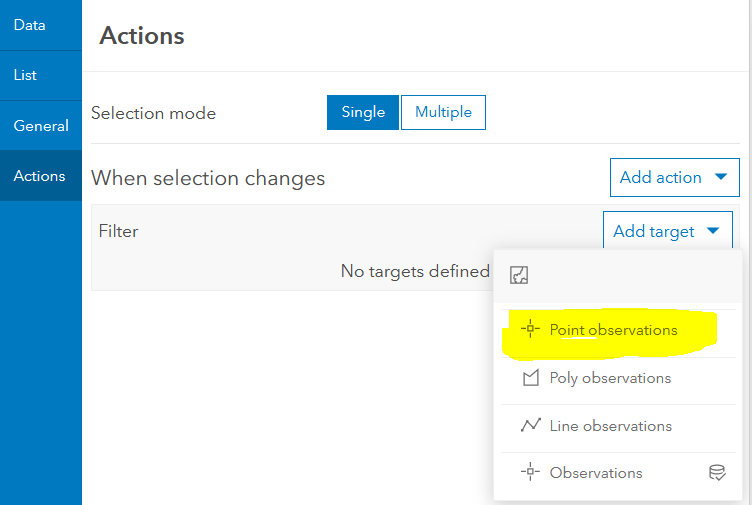 Data
List
General
Actions
Actions
Selection mode
Single
Multiple
When selection changes
Add action
Filter
Add target
No targets defined
Point observations
Poly observations
Line observations
Observations